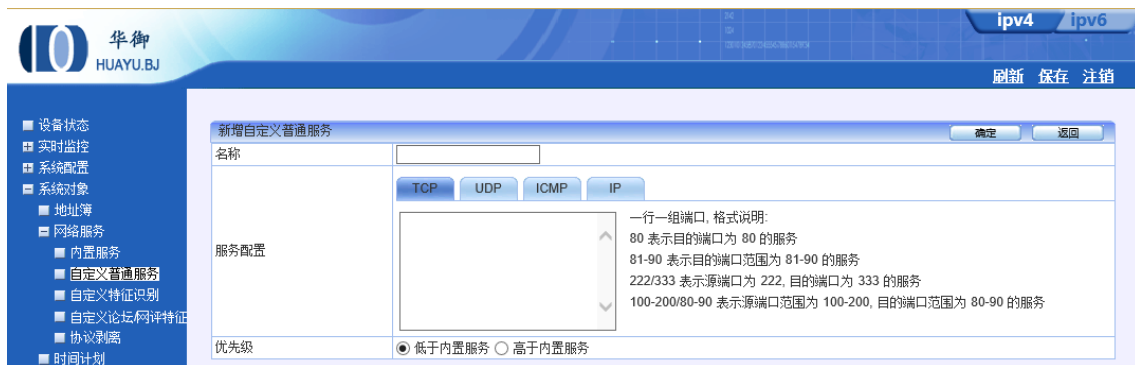 华御
HUAYU.BJ
ipv4 ipv6
刷新 保存 注销
设备状态
实时监控
系统配置
系统对象
地址簿
网络服务
内置服务
自定义普通服务
自定义特征识别
自定义论坛/网评特征
协议剥离
时间计划
新增自定义普通服务 确定 返回
名称
服务配置
TCP UDP ICMP IP
一行一组端口, 格式说明:
80 表示目的端口为 80 的服务
81-90 表示目的端口范围为 81-90 的服务
222/333 表示源端口为 222, 目的端口为 333 的服务
100-200/80-90 表示源端口范围为 100-200, 目的端口范围为 80-90 的服务
优先级 低于内置服务 高于内置服务